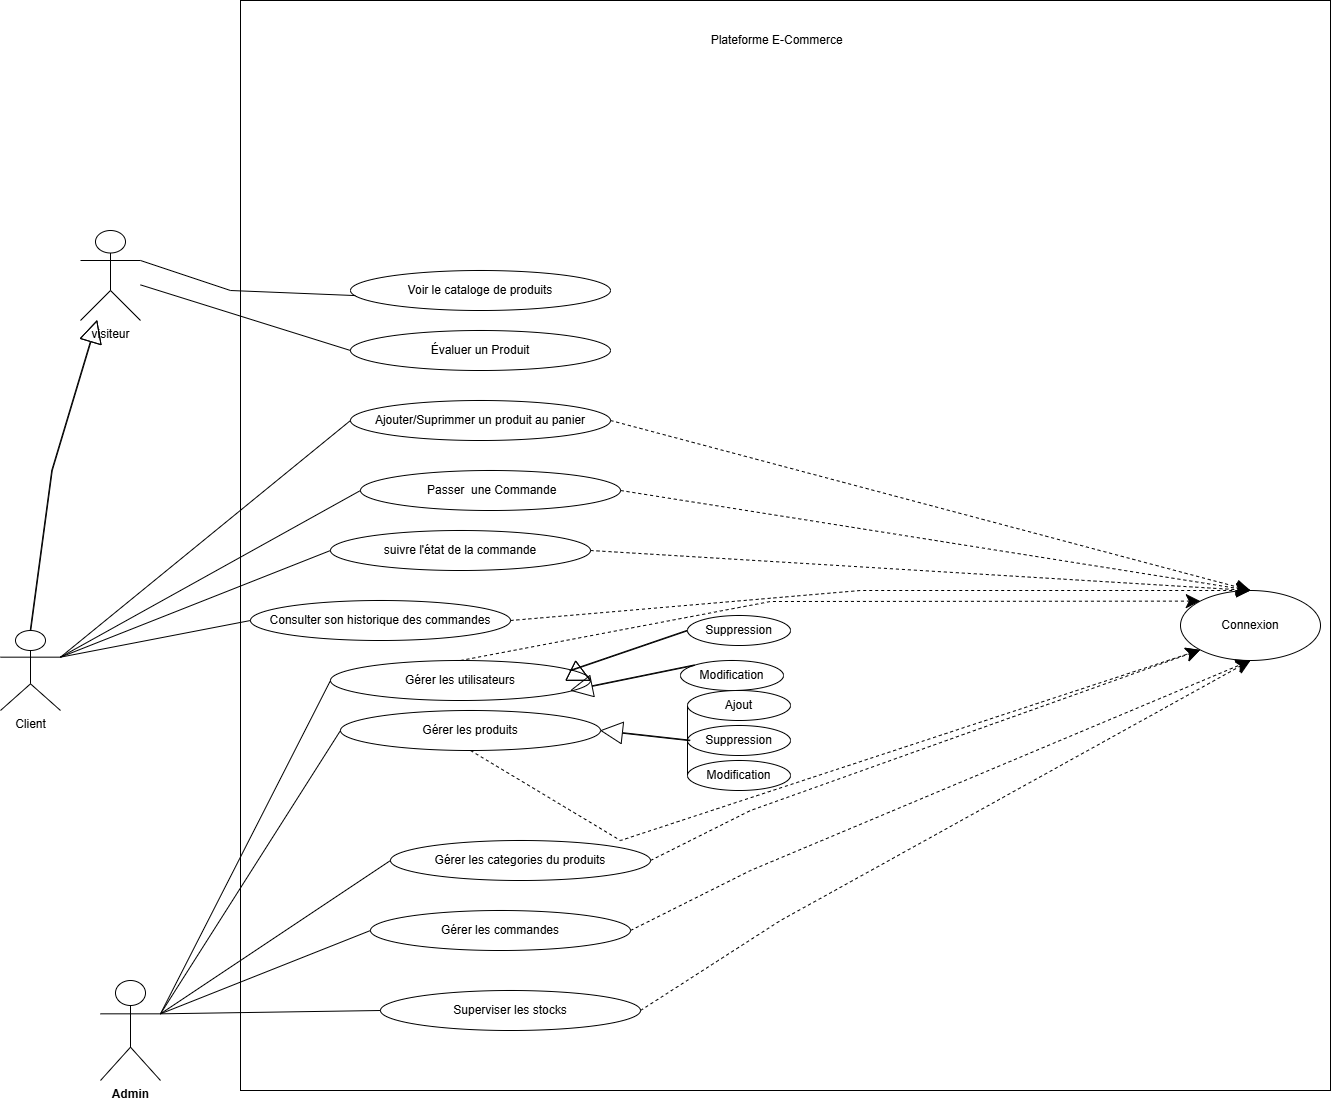 Plateforme E-Commerce
visiteur
Voir le cataloge de produits
Évaluer un Produit
Ajouter/Suprimmer un produit au panier
Passer une Commande
suivre l'état de la commande
Consulter son historique des commandes
Connexion
Suppression
Gérer les utilisateurs
Modification
Ajout
Client
Gérer les produits
Suppression
Modification
Gérer les categories du produits
Gérer les commandes
Superviser les stocks
Admin